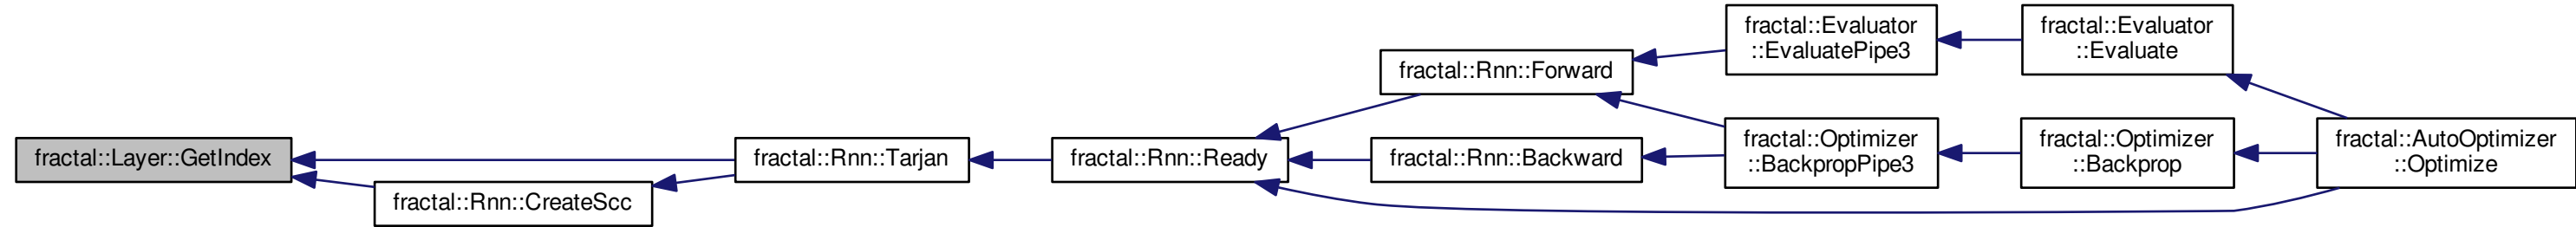 fractal::Layer::GetIndex
fractal::Rnn::CreateScc
fractal::Rnn::Tarjan
fractal::Rnn::Ready
fractal::Rnn::Forward
fractal::Rnn::Backward
fractal::Evaluator
::EvaluatePipe3
fractal::Optimizer
::BackpropPipe3
fractal::Evaluator
::Evaluate
fractal::Optimizer
::Backprop
fractal::AutoOptimizer
::Optimize